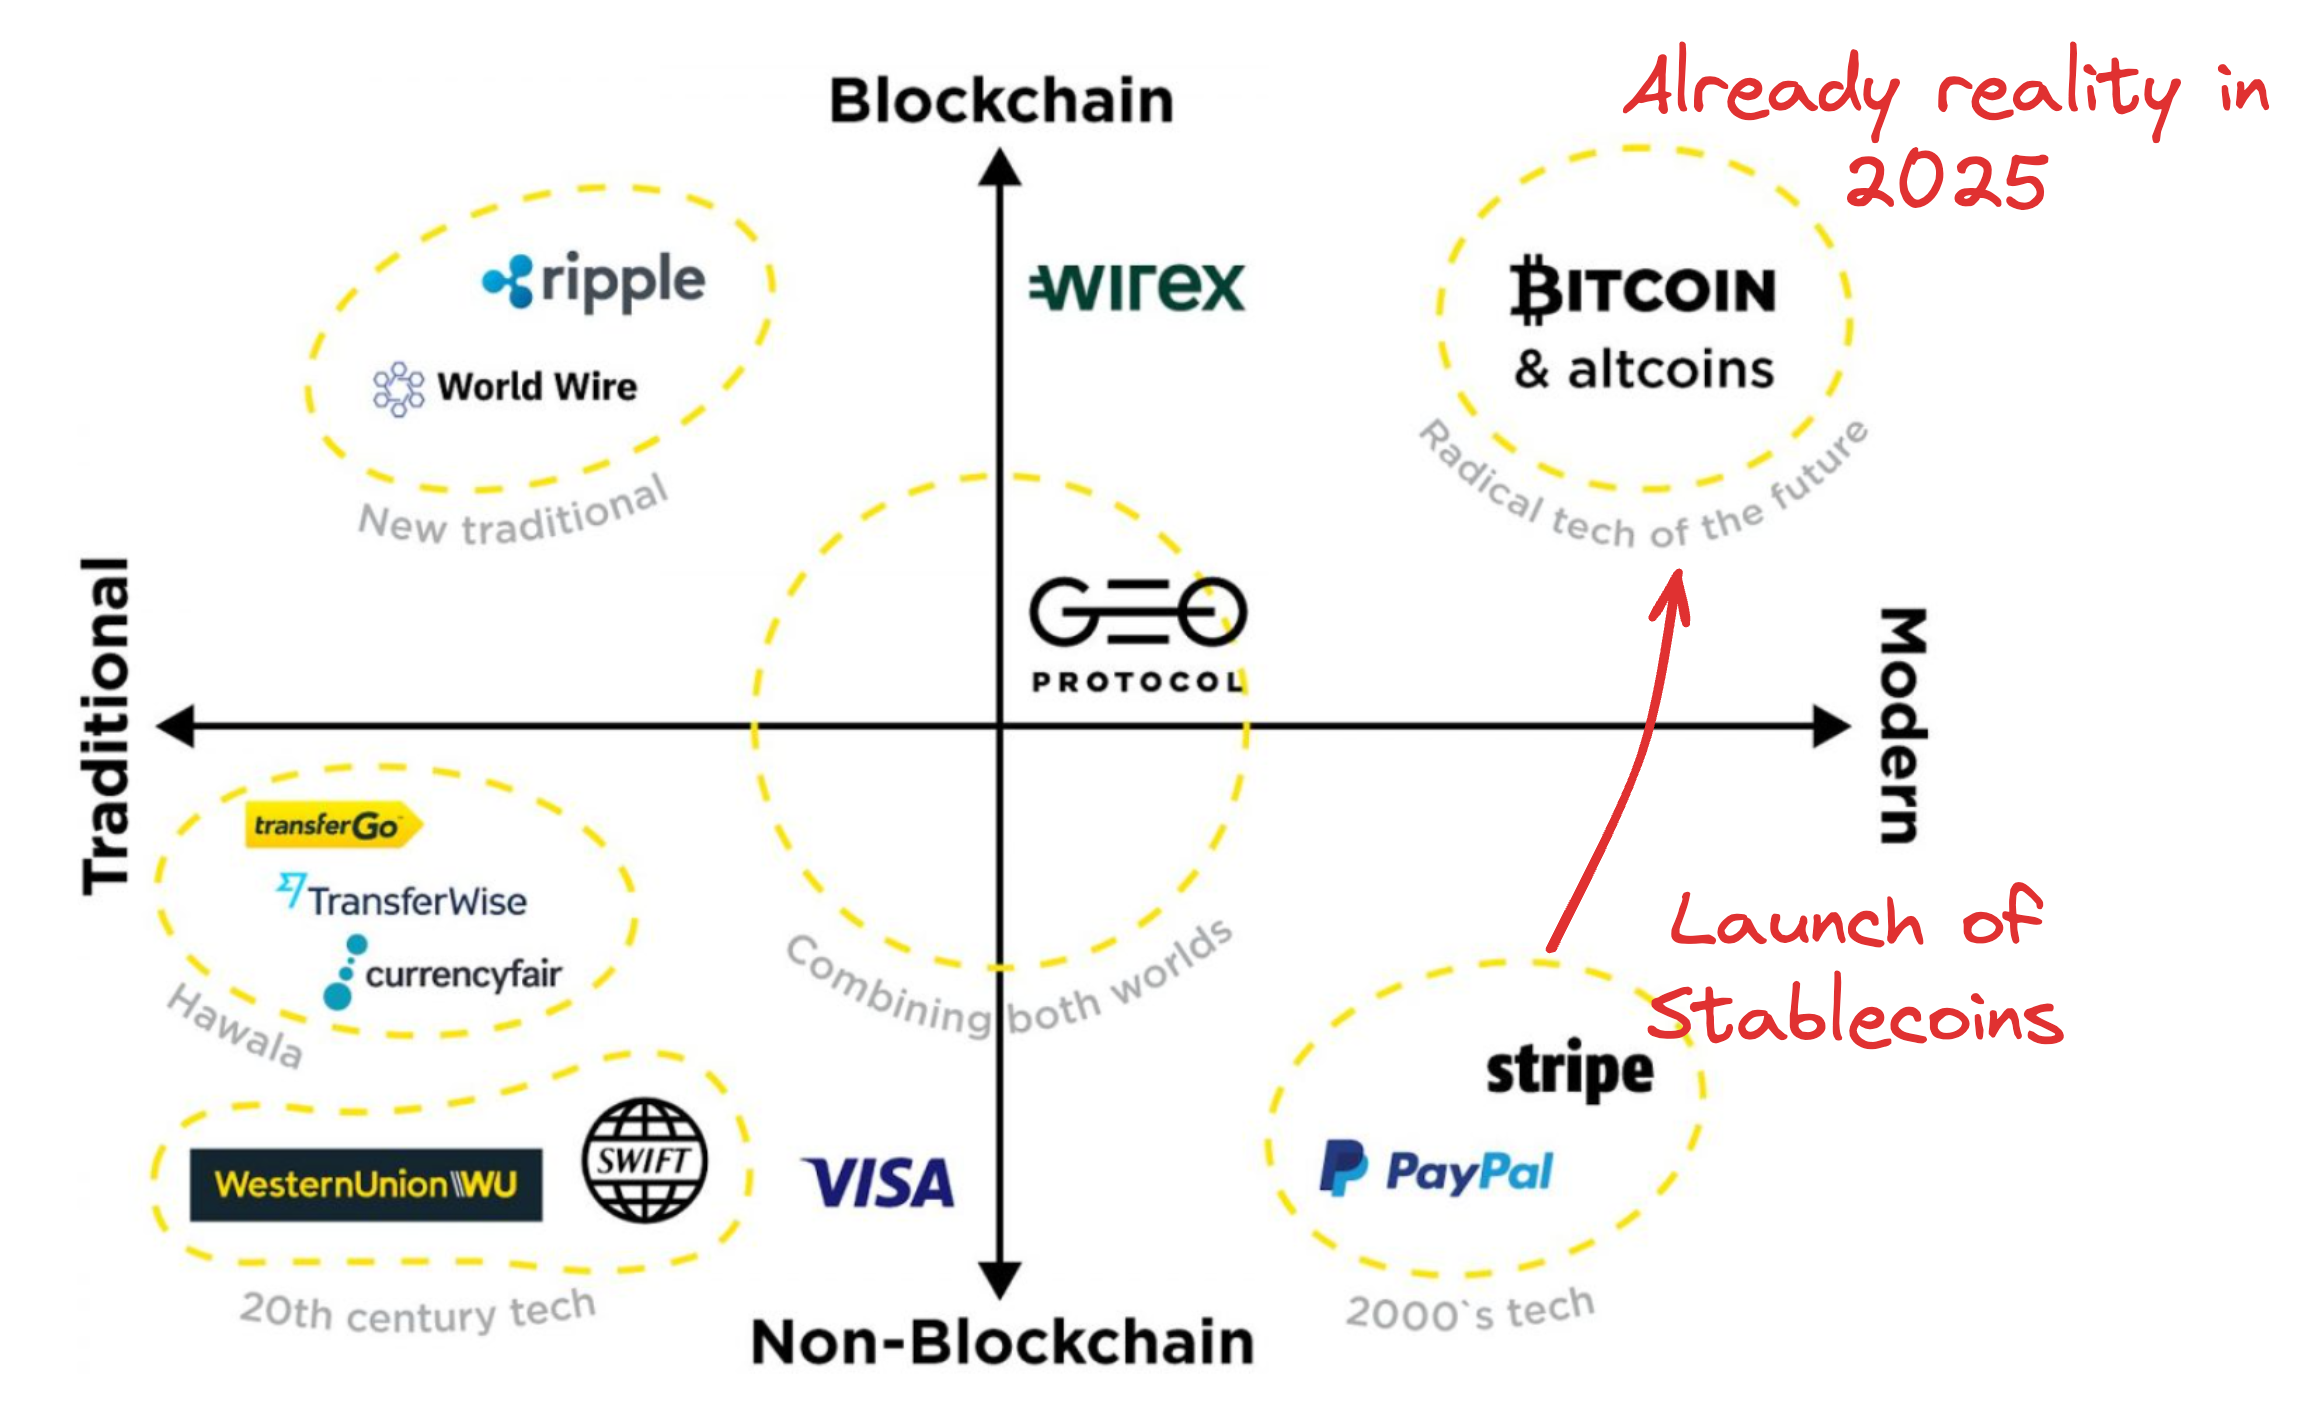 Already reality in
2025
Blockchain
ripple
World Wire
New traditional
wirex
BITCOIN
& altcoins
Radical tech of the future
GEO
PROTOCOL
Traditional
Modern
transferGo
TransferWise
currencyfair
Hawala
Combining both worlds
Launch of
Stablecoins
stripe
PayPal
2000`s tech
WesternUnion\\WU
SWIFT
VISA
20th century tech
Non-Blockchain